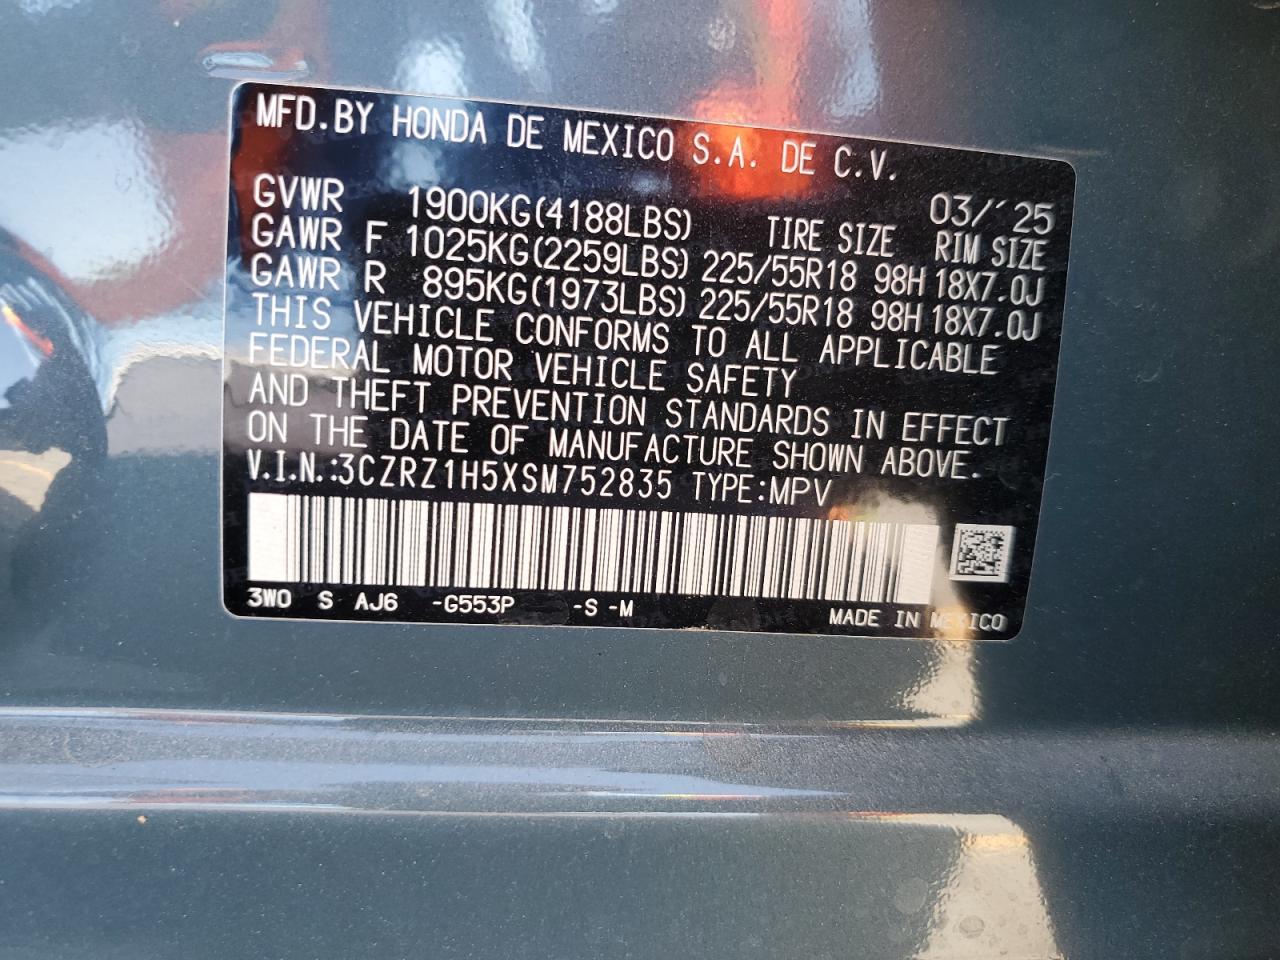 MFD.BY HONDA DE MEXICO S.A. DE C.V.
03/´25
GVWR 1900KG(4188LBS) TIRE SIZE RIM SIZE
GAWR F 1025KG(2259LBS) 225/55R18 98H 18X7.0J
GAWR R 895KG(1973LBS) 225/55R18 98H 18X7.0J
THIS VEHICLE CONFORMS TO ALL APPLICABLE
FEDERAL MOTOR VEHICLE SAFETY
AND THEFT PREVENTION STANDARDS IN EFFECT
ON THE DATE OF MANUFACTURE SHOWN ABOVE.
V.I.N.:3CZRZ1H5XSM752835 TYPE:MPV
3W0 S AJ6 -G553P -S -M
MADE IN MEXICO